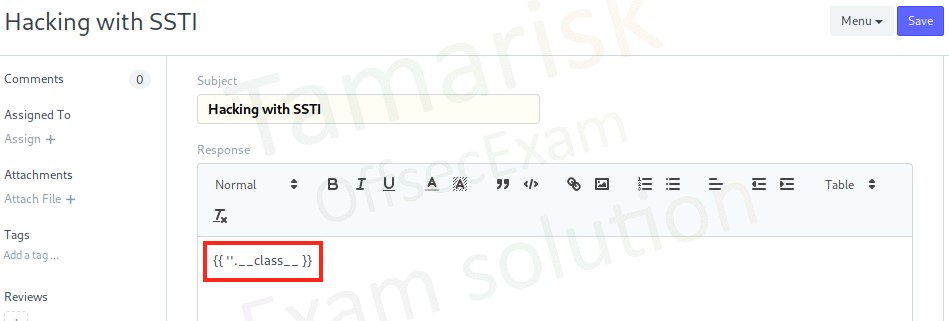 Hacking with SSTI
Menu
Save
Comments 0
Assigned To
Assign +
Attachments
Attach File +
Tags
Add a tag ...
Reviews
Subject
Hacking with SSTI
Response
Normal B I U A A Table
{{ ''.__class__ }}
Tamarisk
OffsecExam
Exam solution